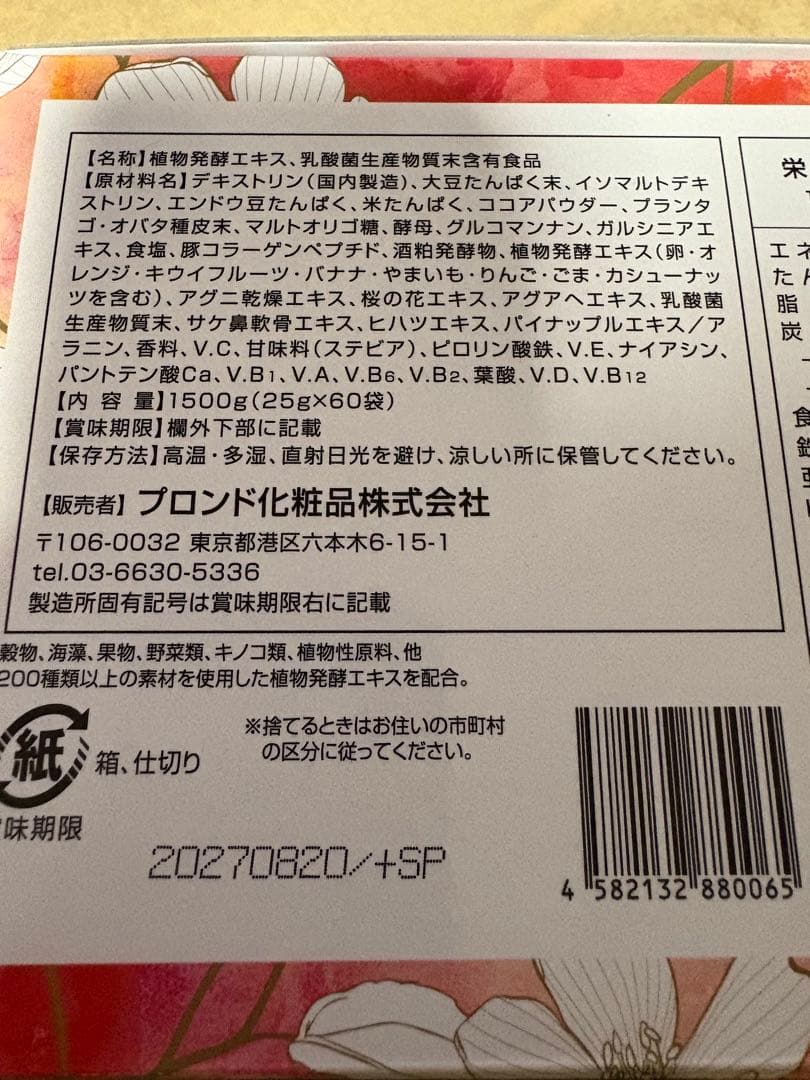 【名称】植物発酵エキス、乳酸菌生産物質末含有食品
【原材料名】デキストリン(国内製造)、大豆たんぱく末、イソマルトデキ
ストリン、エンドウ豆たんぱく、米たんぱく、ココアパウダー、プランタ
ゴ・オバタ種皮末、マルトオリゴ糖、酵母、グルコマンナン、ガルシニアエ
キス、食塩、豚コラーゲンペプチド、酒粕発酵物、植物発酵エキス(卵・オ
レンジ・キウイフルーツ・バナナ・やまいも・りんご・ごま・カシューナッ
ツを含む)、アグニ乾燥エキス、桜の花エキス、アグアヘエキス、乳酸菌
生産物質末、サケ鼻軟骨エキス、ヒハツエキス、パイナップルエキス/ア
ラニン、香料、V.C、甘味料(ステビア)、ピロリン酸鉄、V.E、ナイアシン、
パントテン酸Ca、V.B1、V.A、V.B6、V.B2、葉酸、V.D、V.B12
【内 容 量】1500g(25g×60袋)
【賞味期限】欄外下部に記載
【保存方法】高温・多湿、直射日光を避け、涼しい所に保管してください。
【販売者】プロンド化粧品株式会社
〒106-0032 東京都港区六本木6-15-1
tel.03-6630-5336
製造所固有記号は賞味期限右に記載
穀物、海藻、果物、野菜類、キノコ類、植物性原料、他
200種類以上の素材を使用した植物発酵エキスを配合。
紙
箱、仕切り
※捨てるときはお住いの市町村
の区分に従ってください。
味期限
20270820/+SP
4 582132 880065
栄
エネ
たん
脂
炭
食
鉄
亜